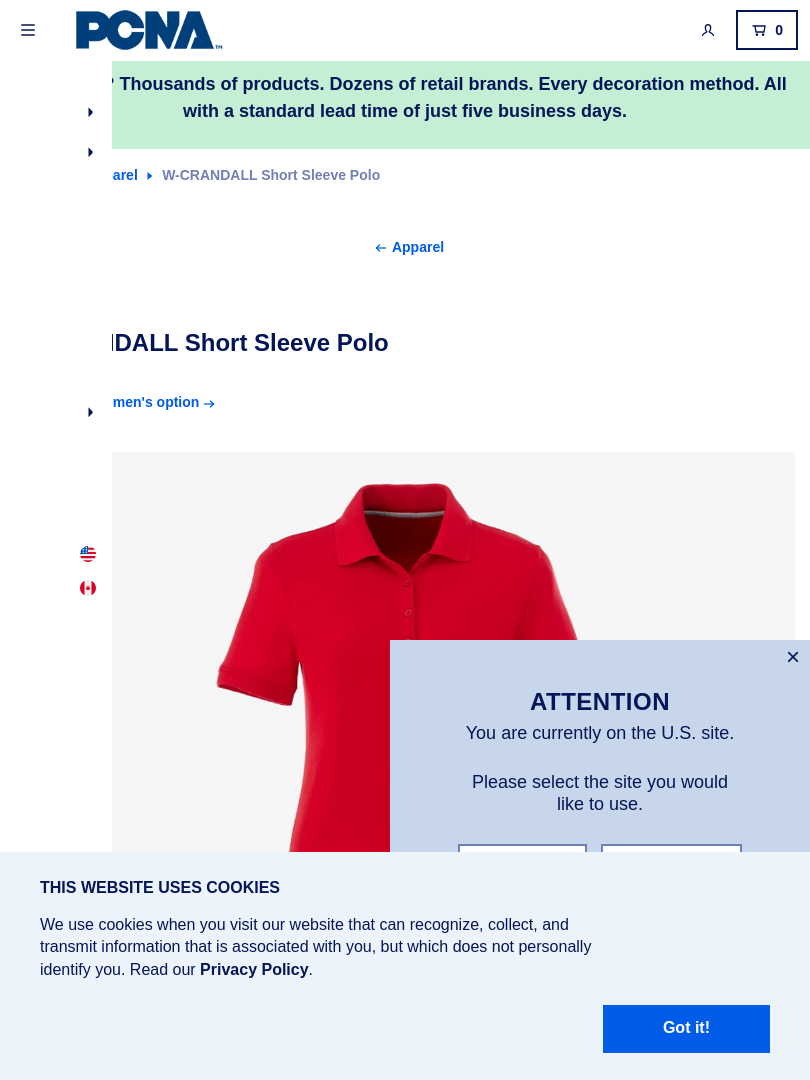 PCNA™
0
? Thousands of products. Dozens of retail brands. Every decoration method. All
with a standard lead time of just five business days.
arel W-CRANDALL Short Sleeve Polo
← Apparel
NDALL Short Sleeve Polo
men's option →
ATTENTION
You are currently on the U.S. site.
Please select the site you would
like to use.
THIS WEBSITE USES COOKIES
We use cookies when you visit our website that can recognize, collect, and
transmit information that is associated with you, but which does not personally
identify you. Read our Privacy Policy.
Got it!